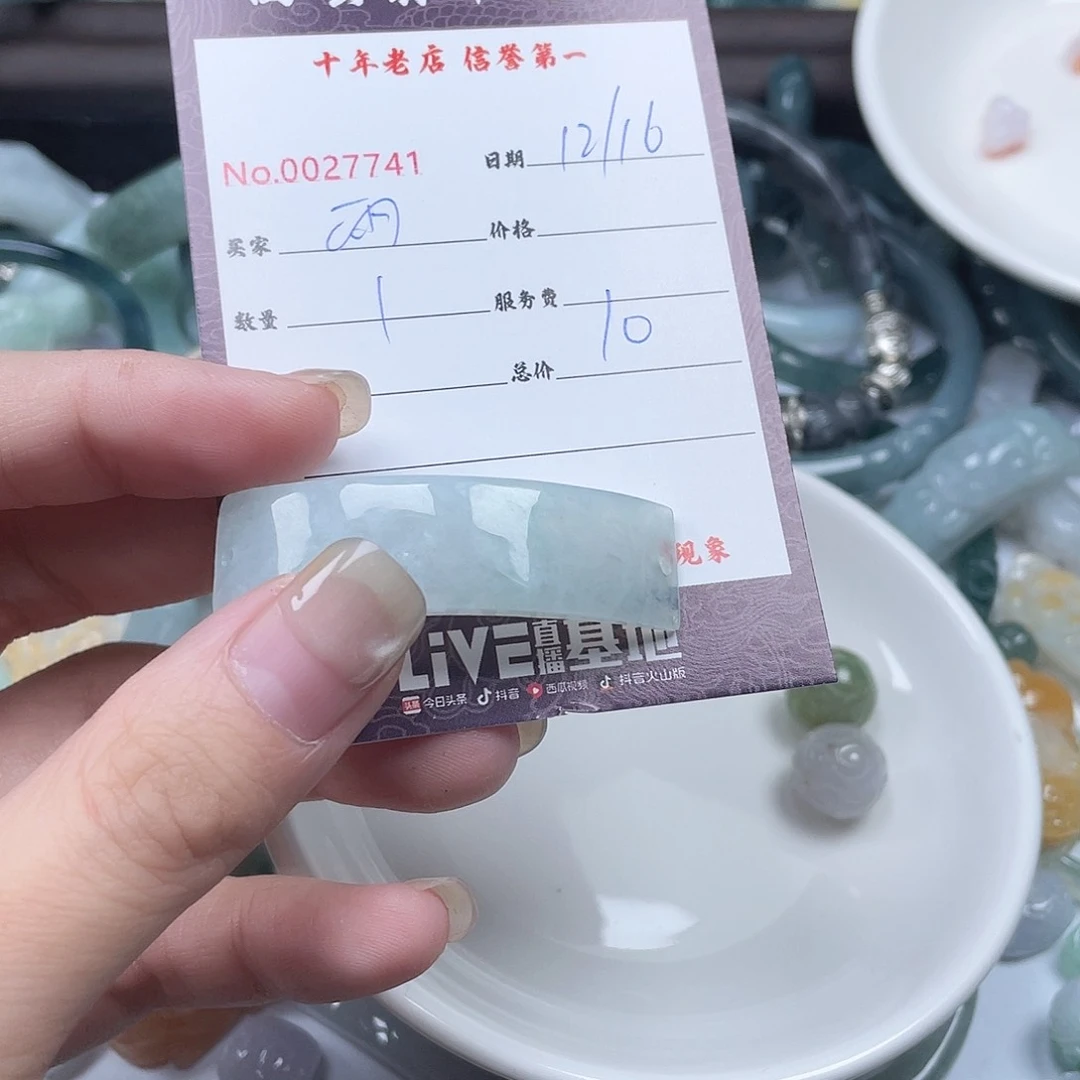 十年老店 信誉第一
No.0027741 日期 12/16
买家 价格
数量 1 服务费 10
总价
现象
LiVE直播基地
头条 今日头条 抖音 西瓜视频 抖音火山版